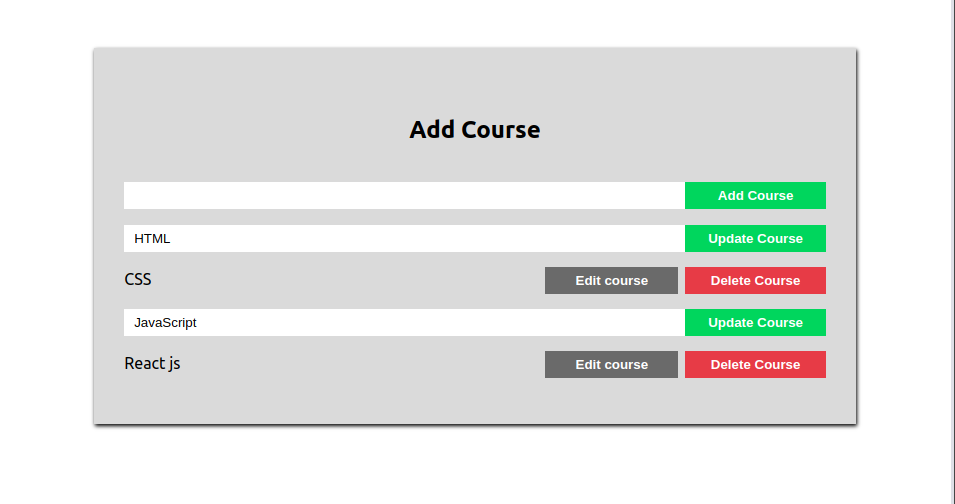 Add Course
Add Course
HTML Update Course
CSS Edit course Delete Course
JavaScript Update Course
React js Edit course Delete Course